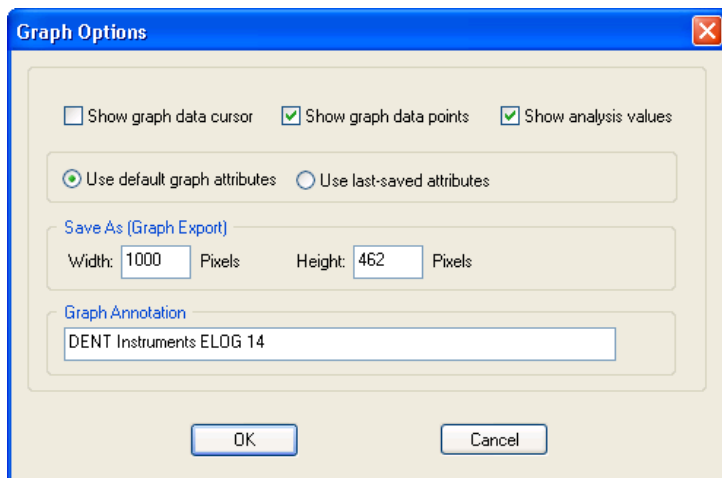 Graph Options
Show graph data cursor Show graph data points Show analysis values
Use default graph attributes Use last-saved attributes
Save As (Graph Export)
Width: 1000 Pixels Height: 462 Pixels
Graph Annotation
DENT Instruments ELOG 14
OK Cancel